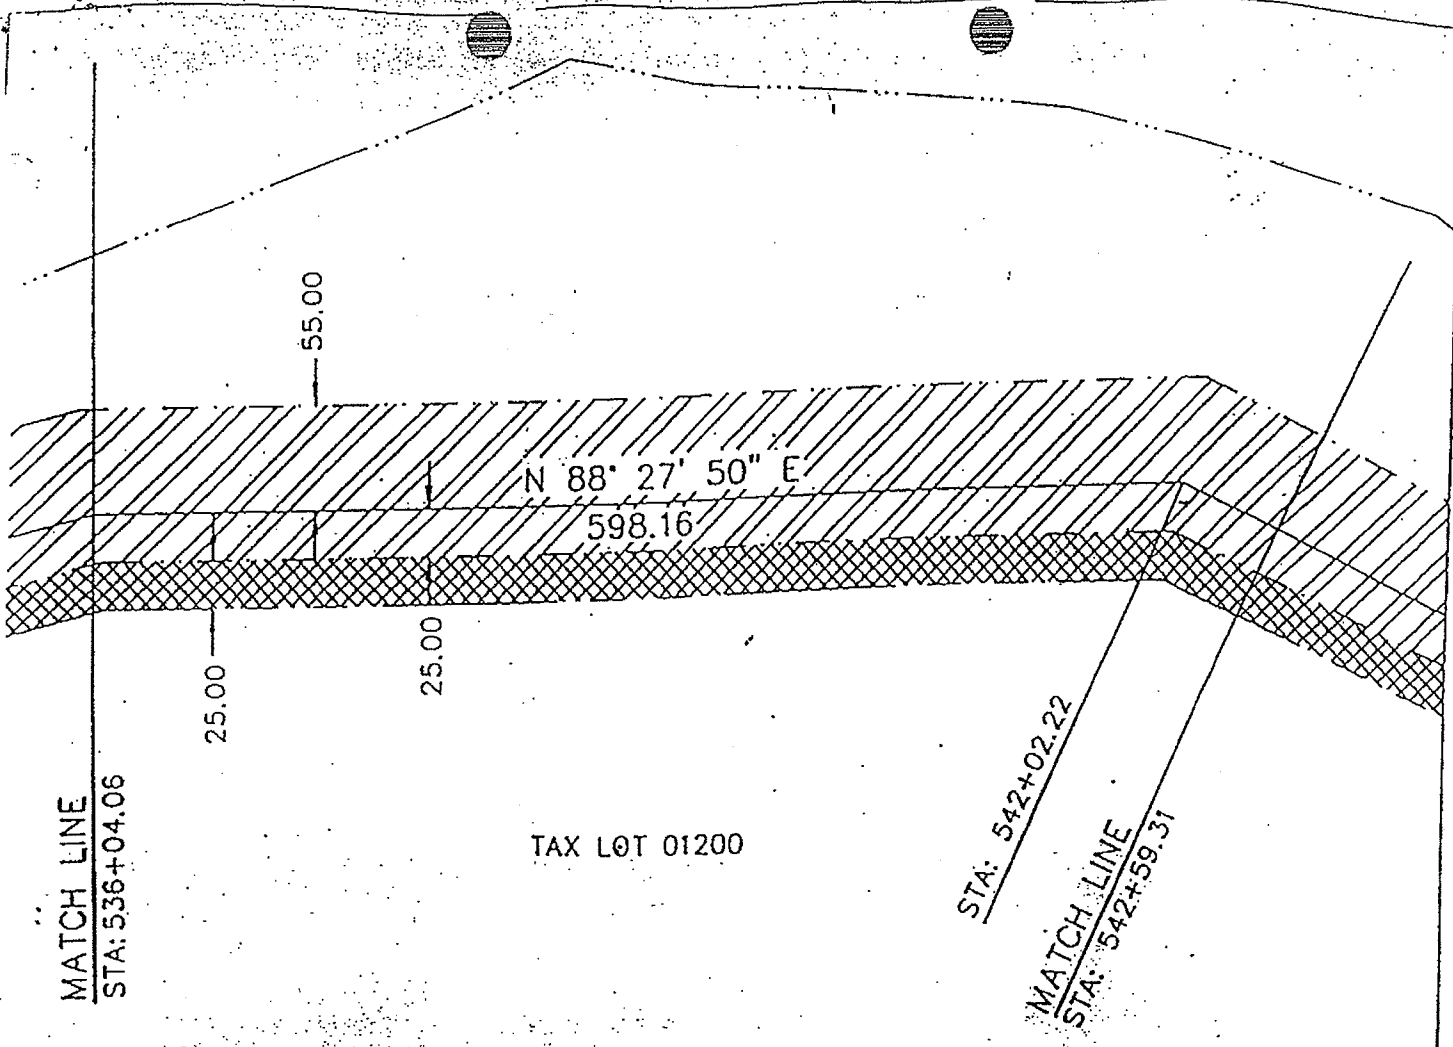 55.00
N 88° 27' 50" E
598.16
25.00
25.00
MATCH LINE
STA: 536+04.06
TAX LOT 01200
STA: 542+02.22
MATCH LINE
STA: 542+59.31